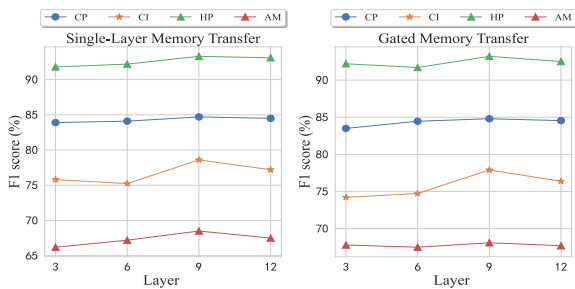 CP CI HP AM
Single-Layer Memory Transfer
F1 score (%)
90
85
80
75
70
65
3 6 9 12
Layer
CP CI HP AM
Gated Memory Transfer
F1 score (%)
90
85
80
75
70
3 6 9 12
Layer